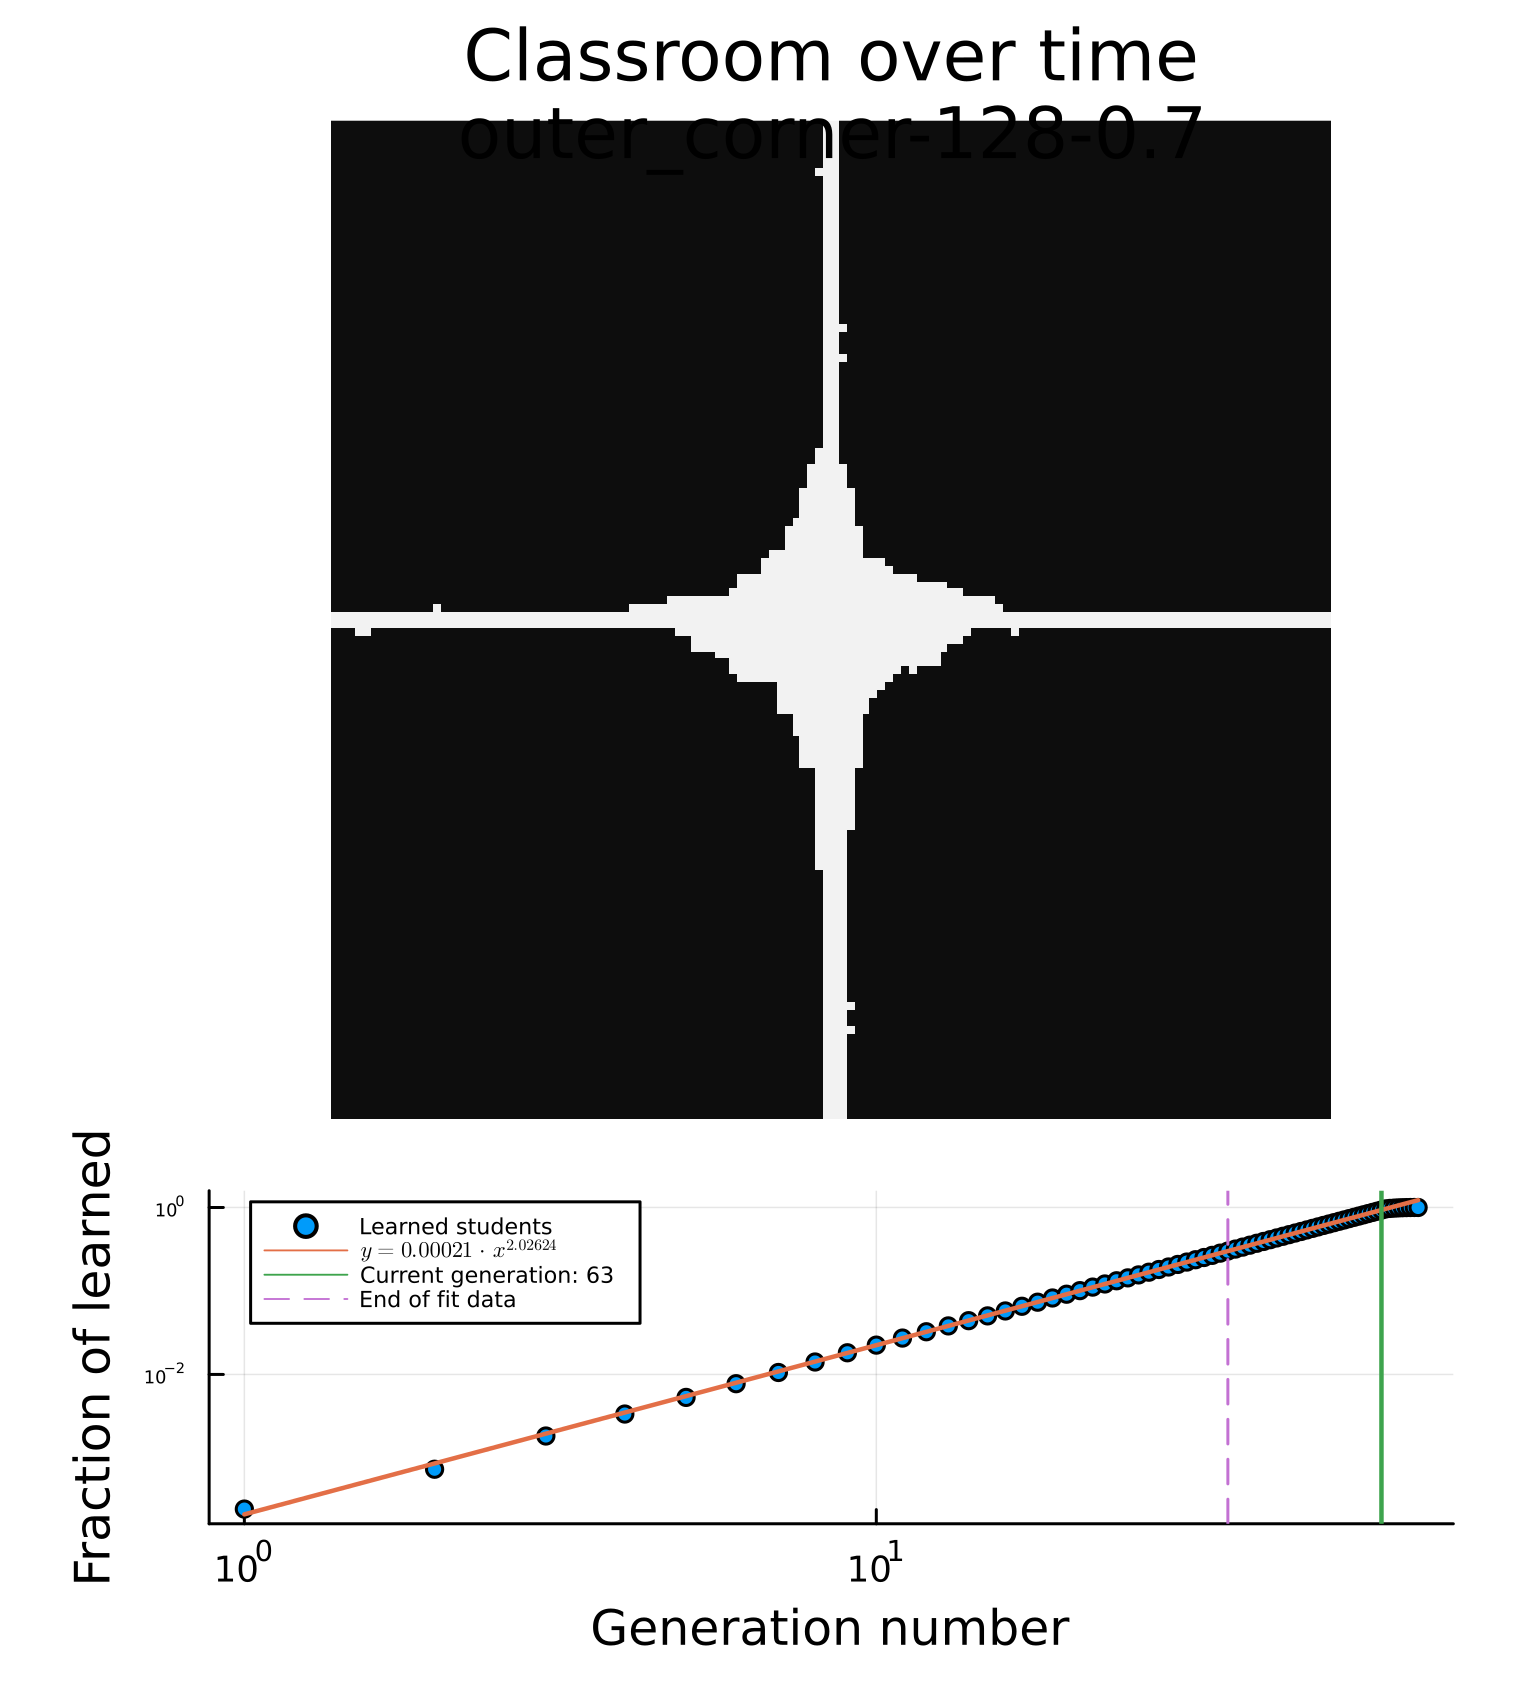 Classroom over time
outer_corner-128-0.7
Fraction of learned
10⁰
10⁻²
Learned students
y = 0.00021 · x^2.02624
Current generation: 63
End of fit data
10⁰
10¹
Generation number